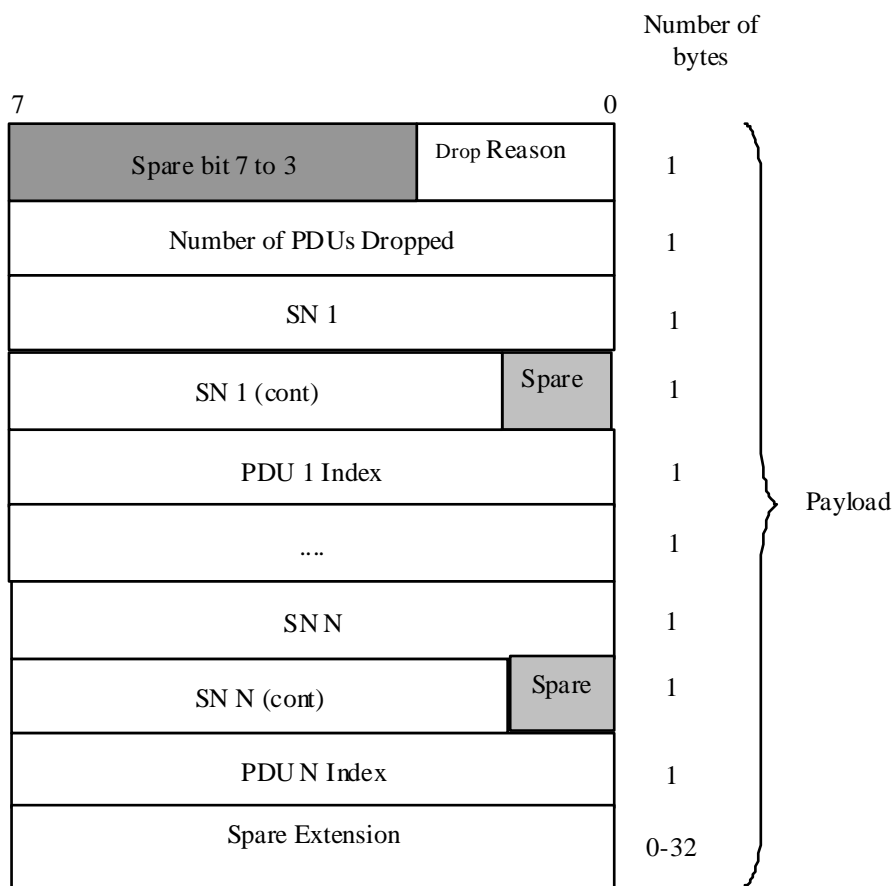 Number of
bytes
7 0
Spare bit 7 to 3 Drop Reason 1
Number of PDUs Dropped 1
SN 1 1
SN 1 (cont) Spare 1
PDU 1 Index 1
Payload
.... 1
SN N 1
SN N (cont) Spare 1
PDU N Index 1
Spare Extension 0-32